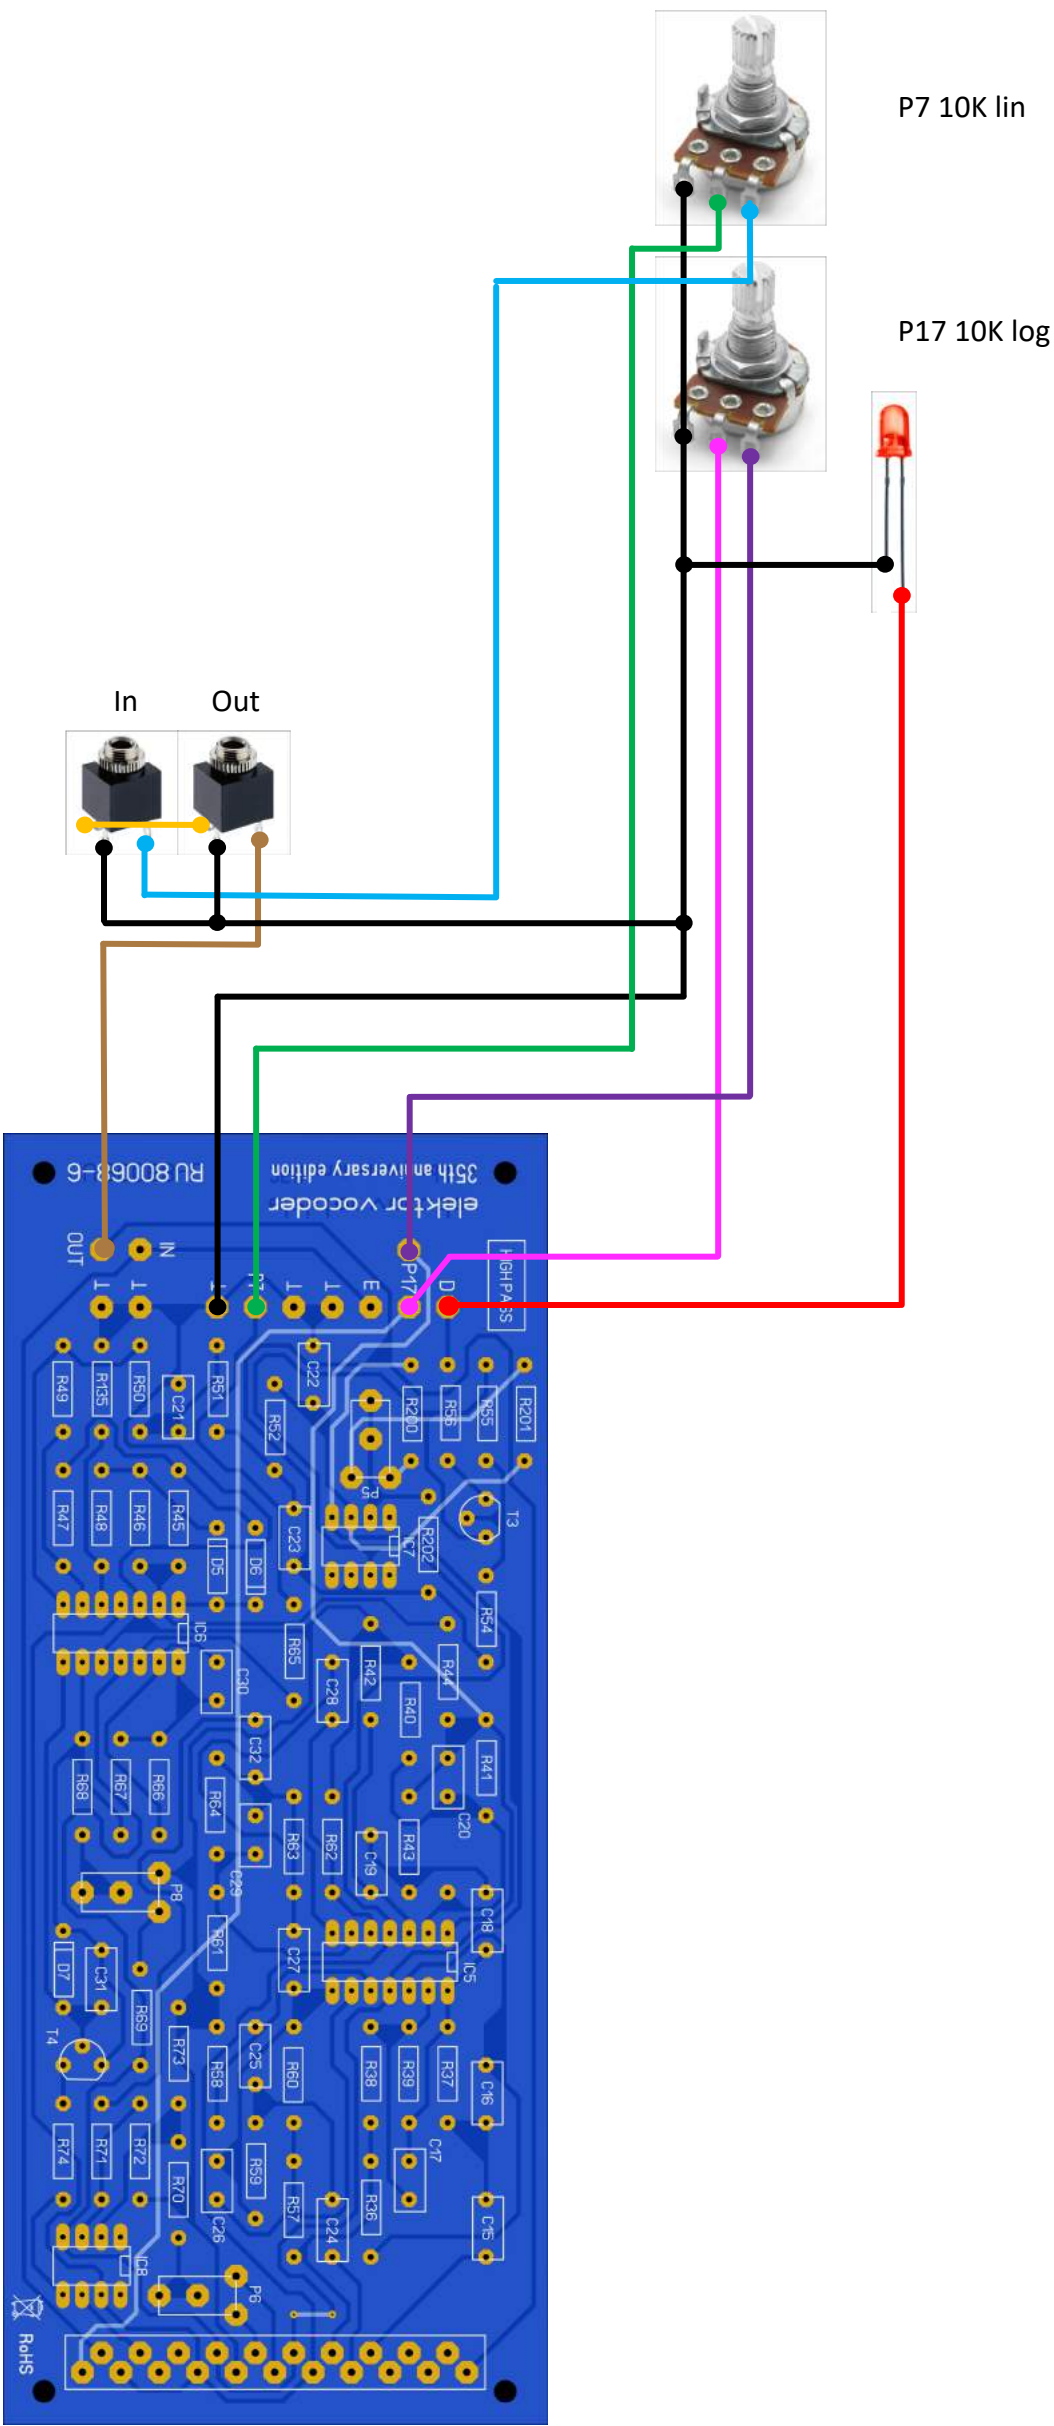 P7 10K lin
P17 10K log
In
Out
RU 80068-6
35th anniversary edition
elektor vocoder
OUT
IN
⊥
⊥
⊥
⊥
⊥
E
P17
D
HIGH PASS
R49
R135
R50
C21
R51
R52
C22
R200
R56
R55
R201
P5
R47
R48
R46
R45
D5
D6
C23
IC7
R202
T3
R54
IC6
C30
R65
C28
R42
R40
R44
R41
C32
R68
R67
R66
R64
C20
R63
R62
C19
R43
P8
C29
C18
R61
D7
C31
C27
IC5
R69
T4
R73
R58
C25
R60
R38
R39
R37
C16
R74
R71
R72
R70
C26
R59
R57
C24
R36
C17
C15
IC8
P6
RoHS